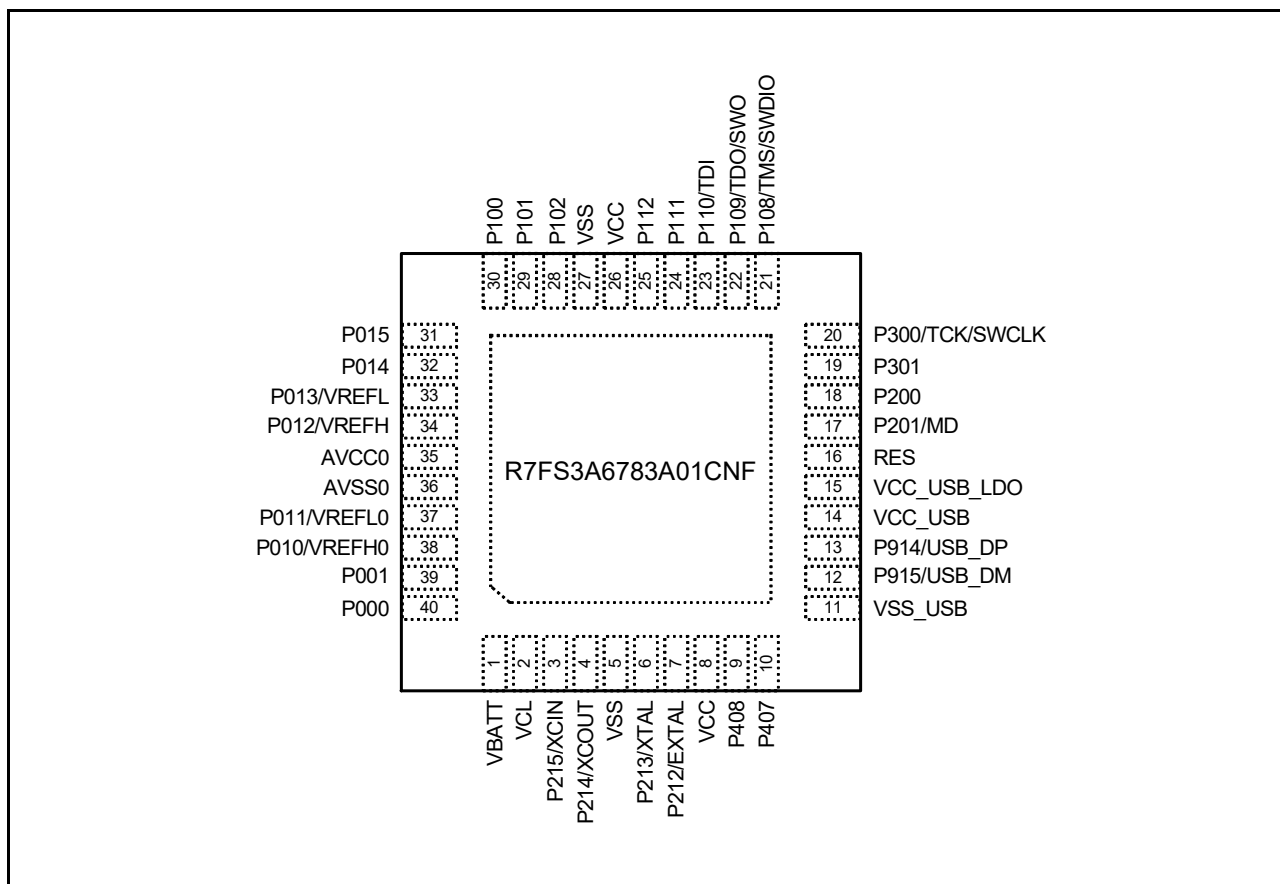 P100
P101
P102
VSS
VCC
P112
P111
P110/TDI
P109/TDO/SWO
P108/TMS/SWDIO
30
29
28
27
26
25
24
23
22
21
P015 31
P014 32
P013/VREFL 33
P012/VREFH 34
AVCC0 35
AVSS0 36
P011/VREFL0 37
P010/VREFH0 38
P001 39
P000 40
R7FS3A6783A01CNF
20 P300/TCK/SWCLK
19 P301
18 P200
17 P201/MD
16 RES
15 VCC_USB_LDO
14 VCC_USB
13 P914/USB_DP
12 P915/USB_DM
11 VSS_USB
1
2
3
4
5
6
7
8
9
10
VBATT
VCL
P215/XCIN
P214/XCOUT
VSS
P213/XTAL
P212/EXTAL
VCC
P408
P407